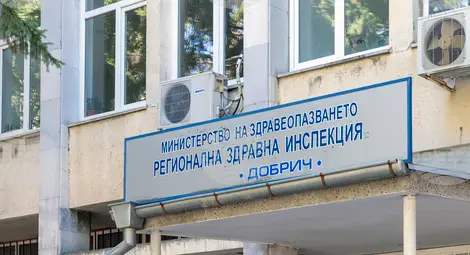 МИНИСТЕРСТВО НА ЗДРАВЕОПАЗВАНЕТО
РЕГИОНАЛНА ЗДРАВНА ИНСПЕКЦИЯ
• ДОБРИЧ •